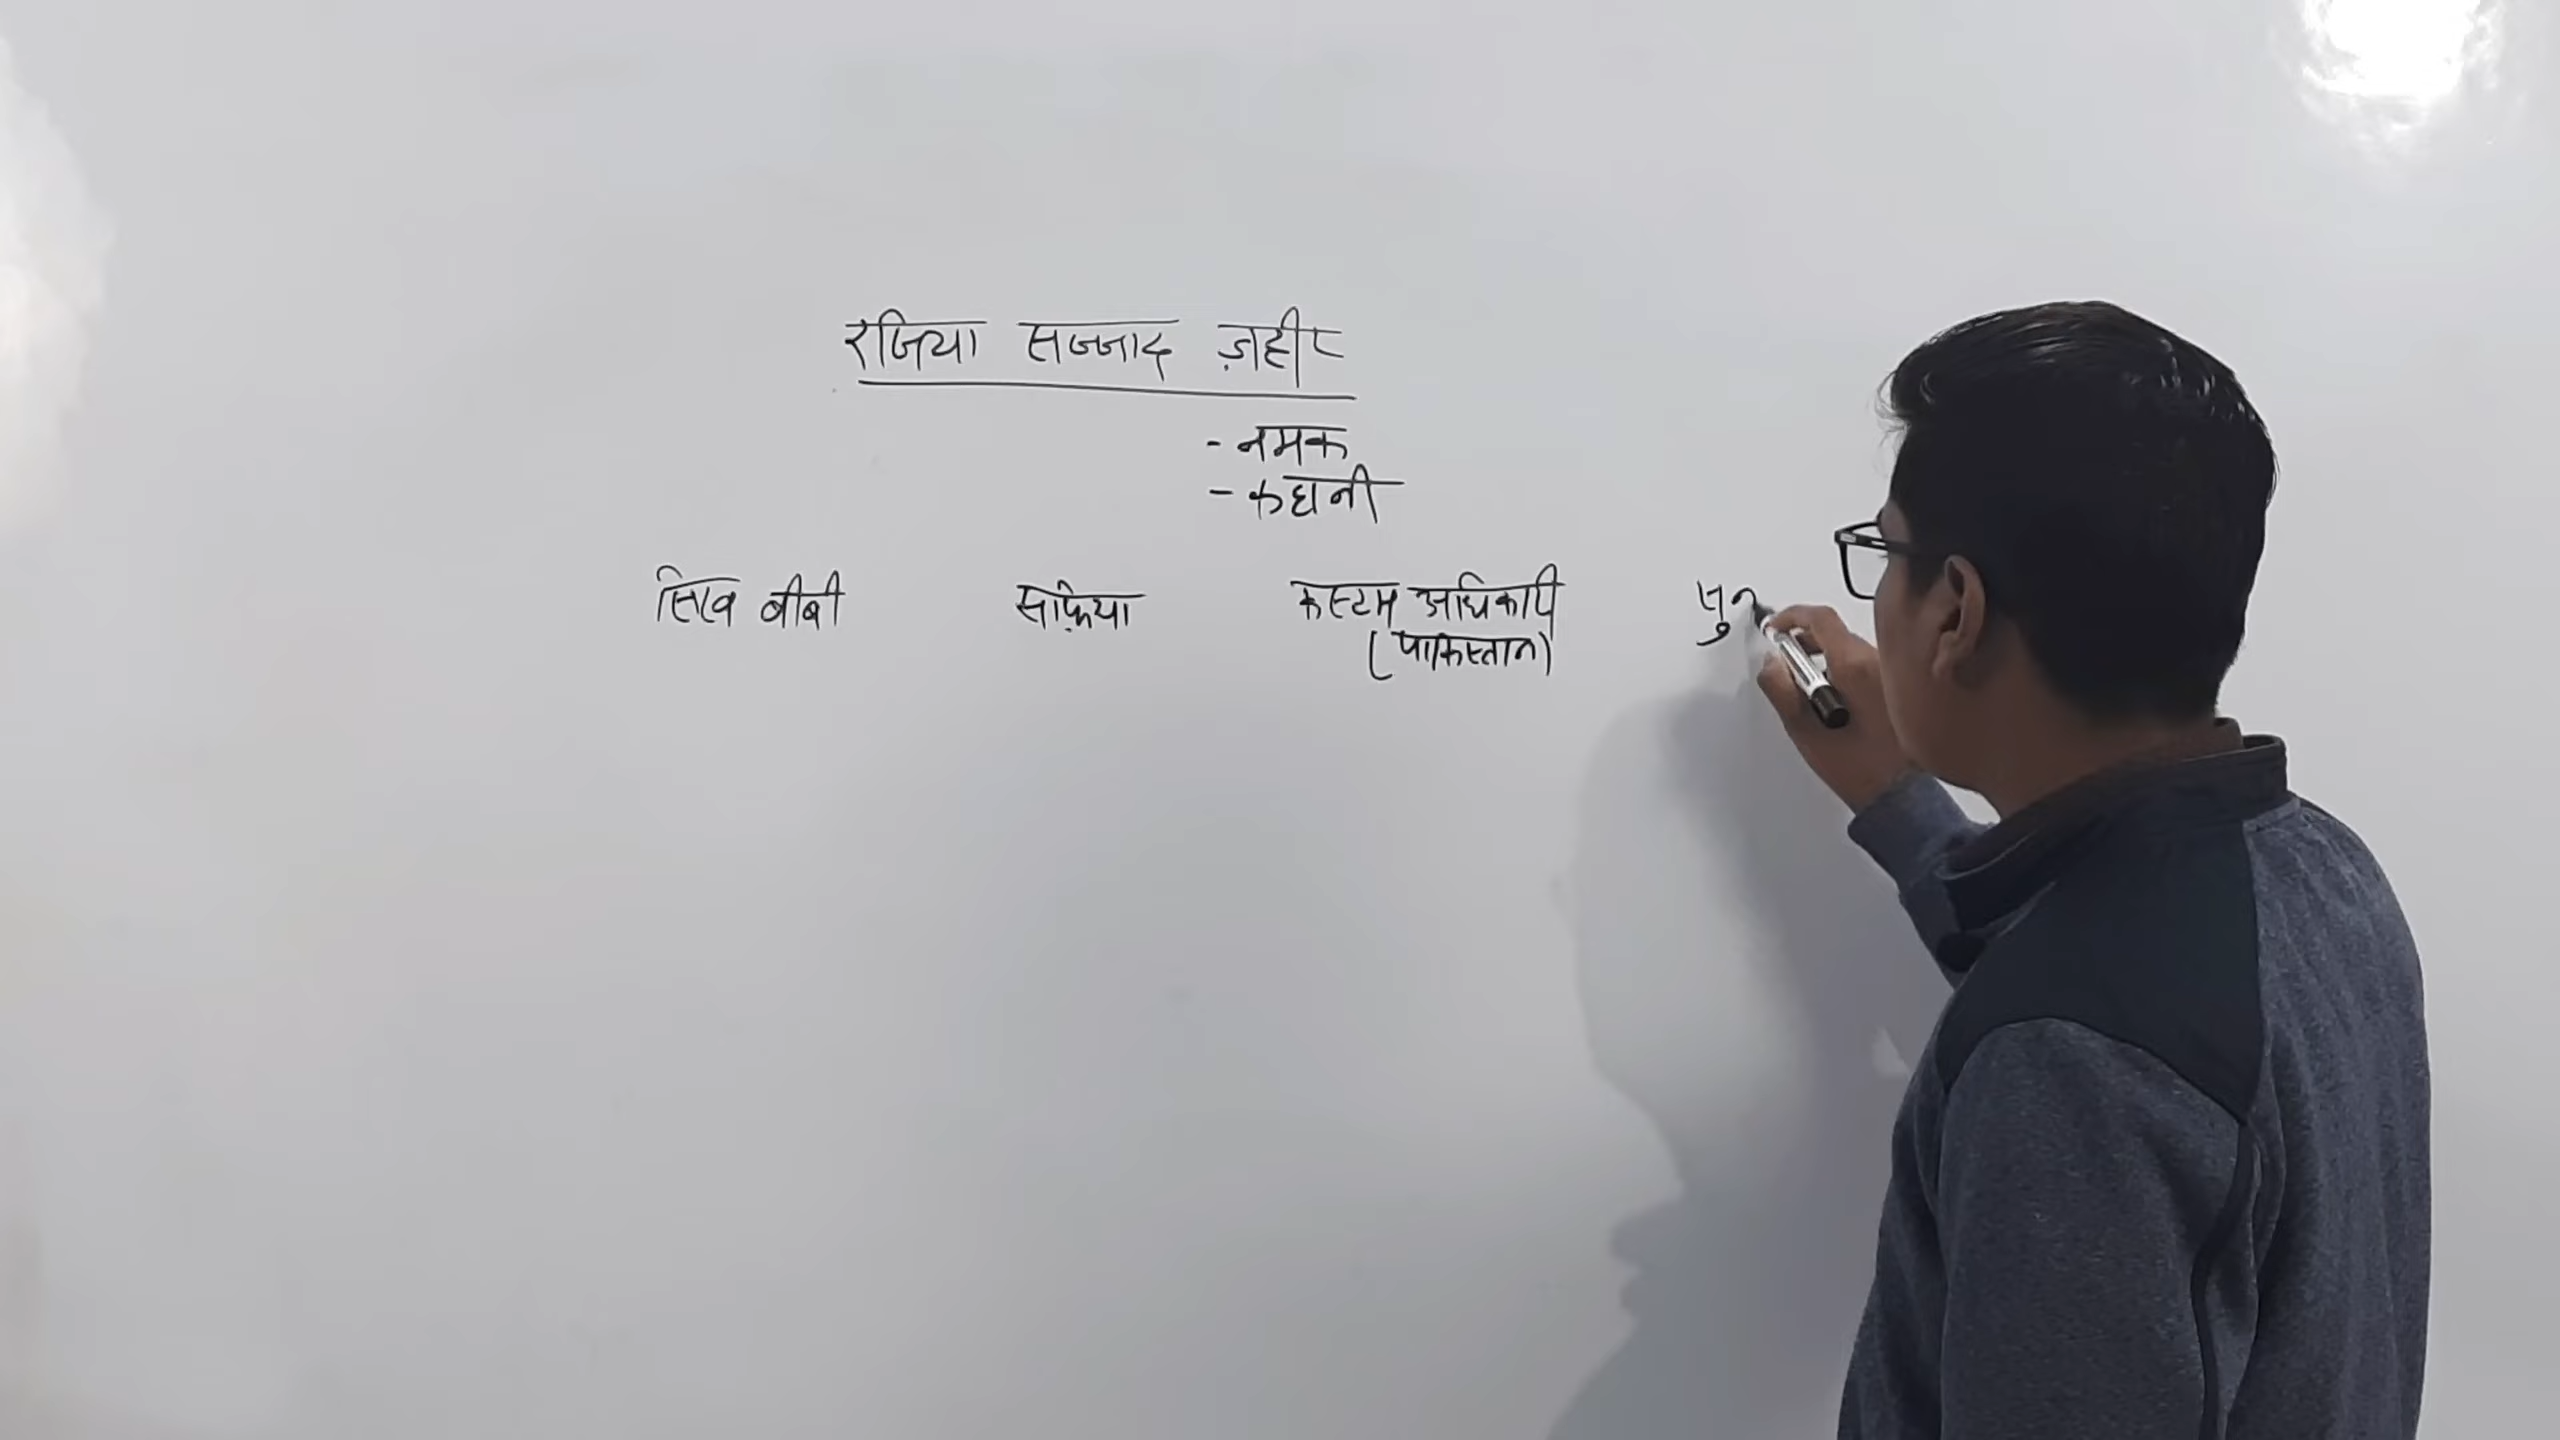 रजिया सज्जाद ज़हीर
- नमक
- कहानी
सिख बीबी सफ़िया कस्टम अधिकारी सुन
(पाकिस्तान)